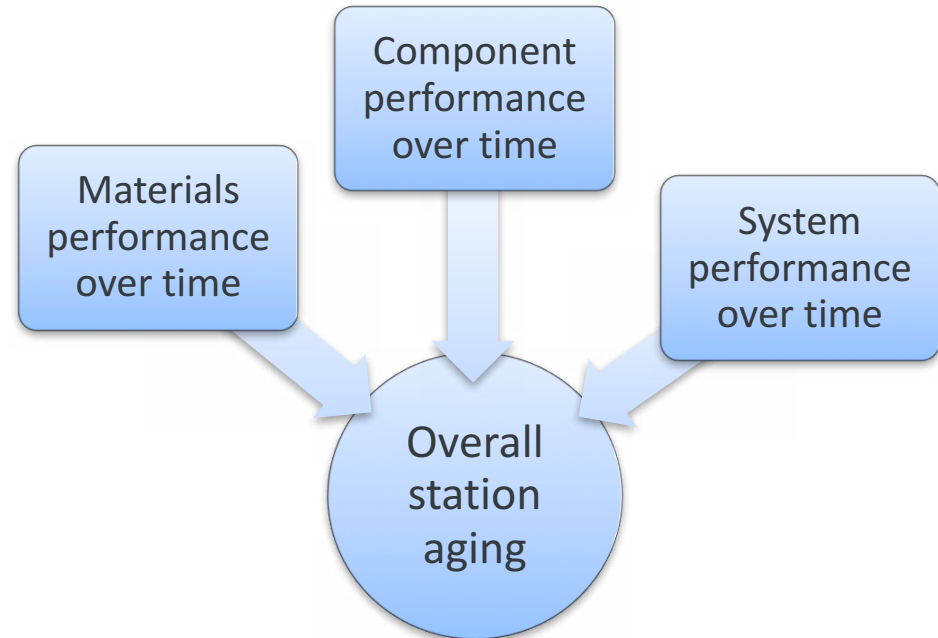 Component
performance
over time
Materials
performance
over time
System
performance
over time
Overall
station
aging